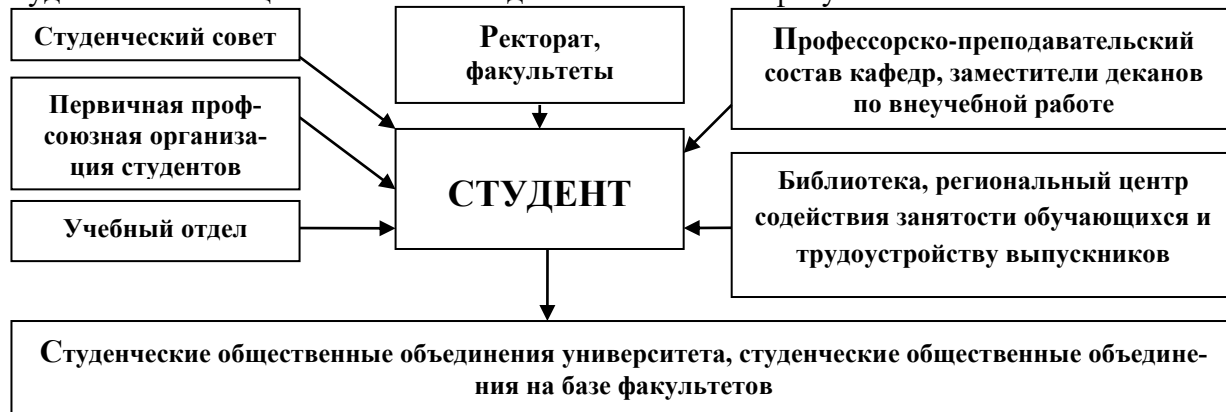 Студенческий совет
Ректорат,
факультеты
Профессорско-преподавательский
состав кафедр, заместители деканов
по внеучебной работе
Первичная проф-
союзная организа-
ция студентов
СТУДЕНТ
Библиотека, региональный центр
содействия занятости обучающихся и
трудоустройству выпускников
Учебный отдел
Студенческие общественные объединения университета, студенческие общественные объедине-
ния на базе факультетов